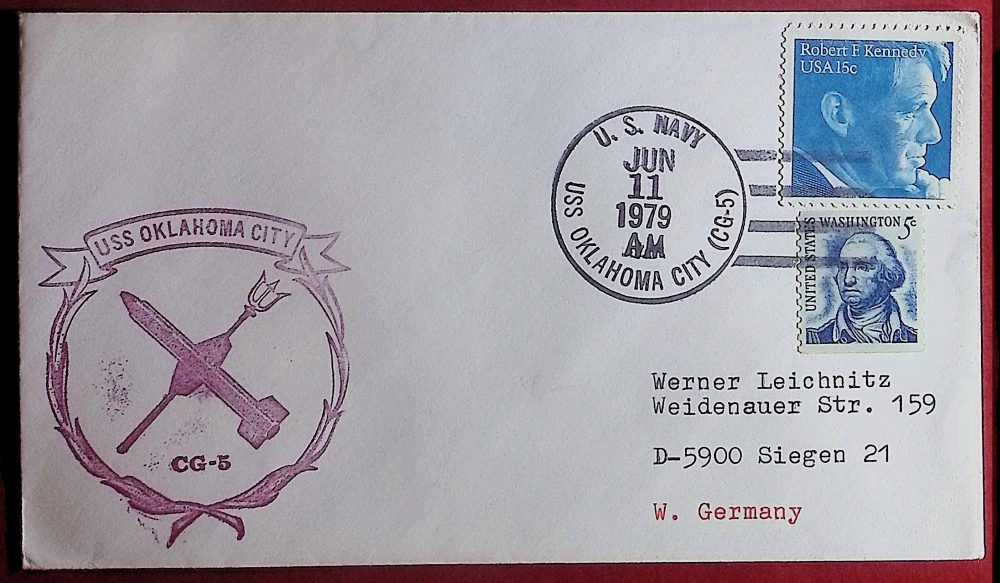 Robert F Kennedy
USA 15c
U. S. NAVY
JUN
11
1979
AM
USS OKLAHOMA CITY (CG-5)
WASHINGTON 5c
UNITED STATES
USS OKLAHOMA CITY
CG-5
Werner Leichnitz
Weidenauer Str. 159
D-5900 Siegen 21
W. Germany